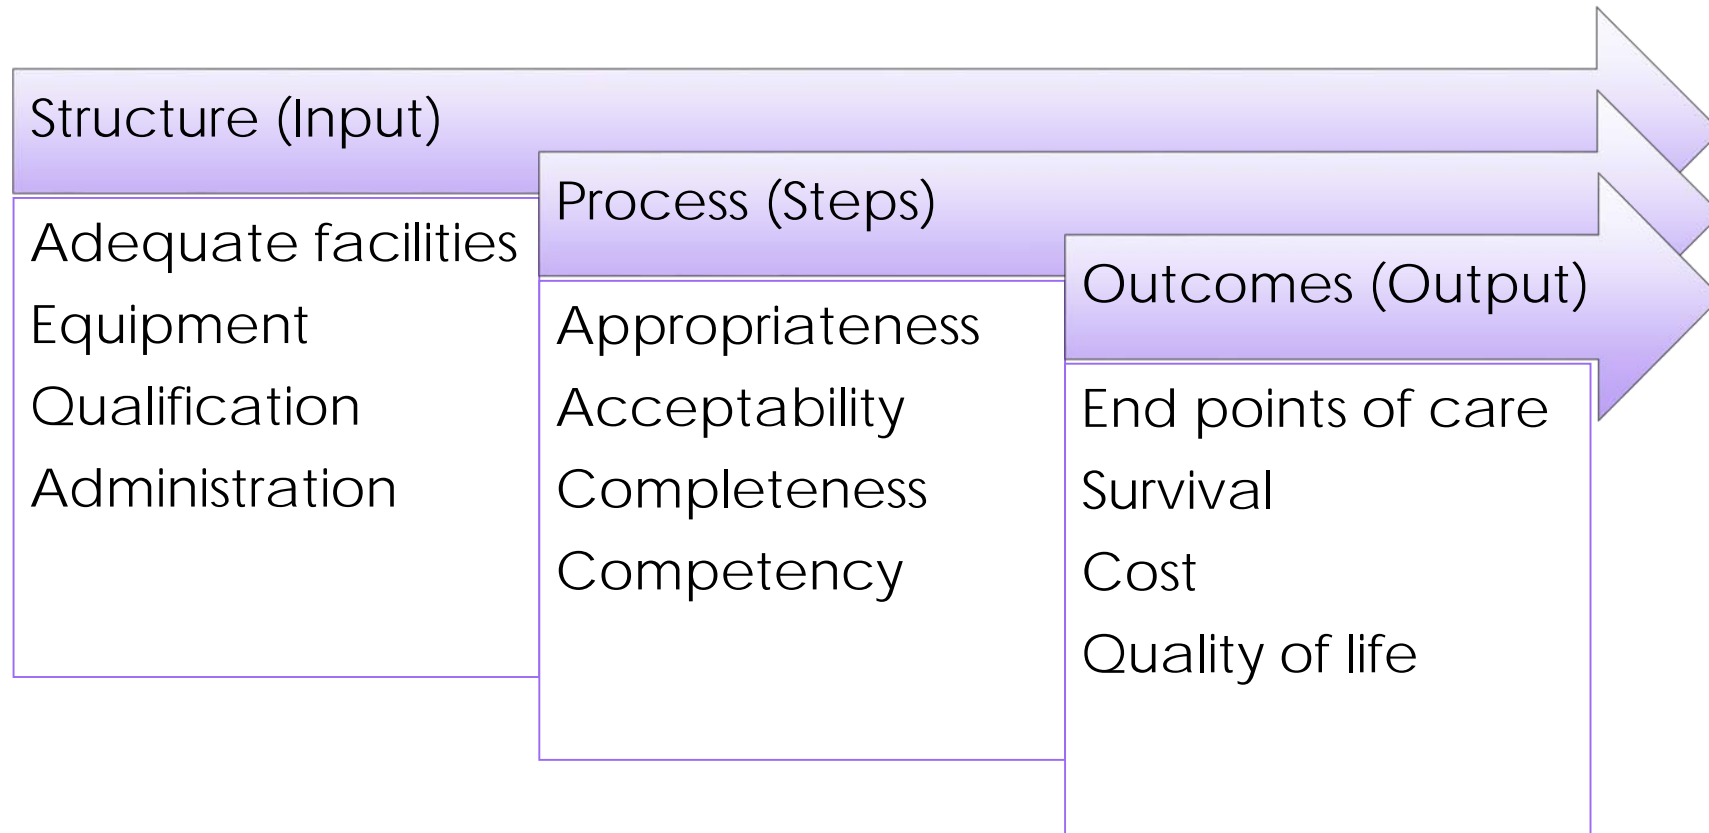 Structure (Input)
Adequate facilities
Equipment
Qualification
Administration
Process (Steps)
Appropriateness
Acceptability
Completeness
Competency
Outcomes (Output)
End points of care
Survival
Cost
Quality of life